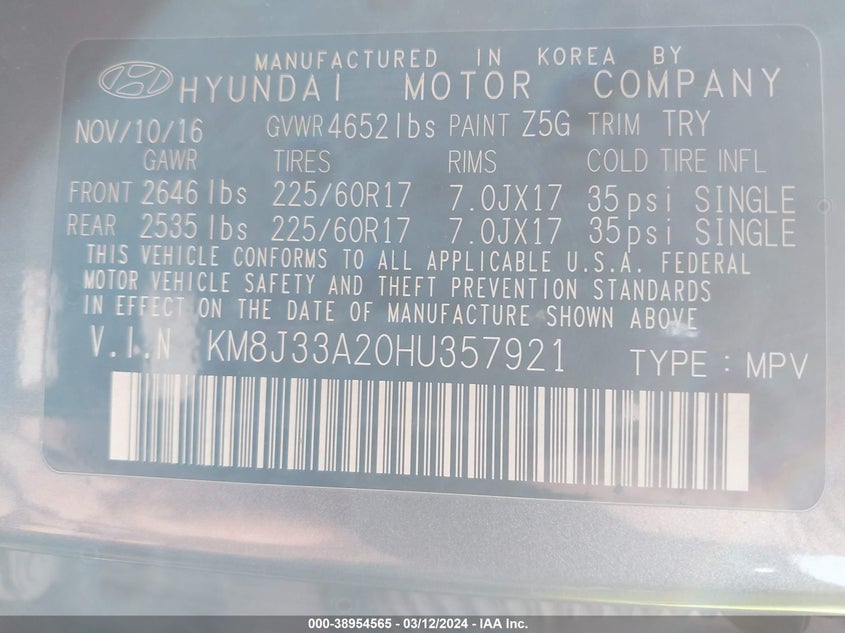 MANUFACTURED IN KOREA BY
HYUNDAI MOTOR COMPANY
NOV/10/16 GVWR 4652lbs PAINT Z5G TRIM TRY
GAWR TIRES RIMS COLD TIRE INFL
FRONT 2646 lbs 225/60R17 7.0JX17 35psi SINGLE
REAR 2535 lbs 225/60R17 7.0JX17 35psi SINGLE
THIS VEHICLE CONFORMS TO ALL APPLICABLE U.S.A. FEDERAL
MOTOR VEHICLE SAFETY AND THEFT PREVENTION STANDARDS
IN EFFECT ON THE DATE OF MANUFACTURE SHOWN ABOVE
V.I.N KM8J33A20HU357921 TYPE : MPV
000-38954565 - 03/12/2024 - © IAA Inc.